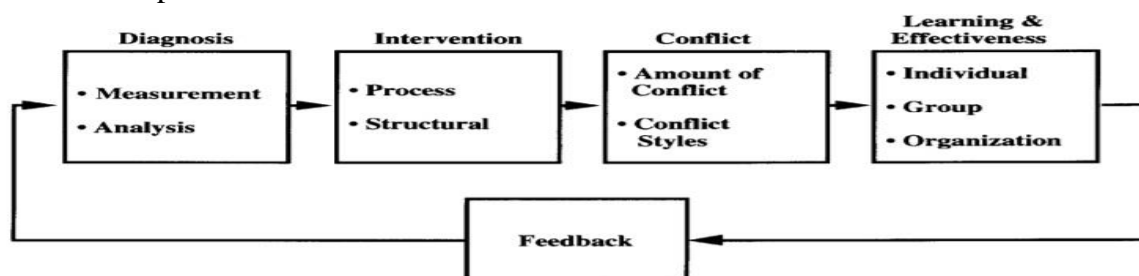 Diagnosis
• Measurement
• Analysis
Intervention
• Process
• Structural
Conflict
• Amount of
Conflict
• Conflict
Styles
Learning &
Effectiveness
• Individual
• Group
• Organization
Feedback